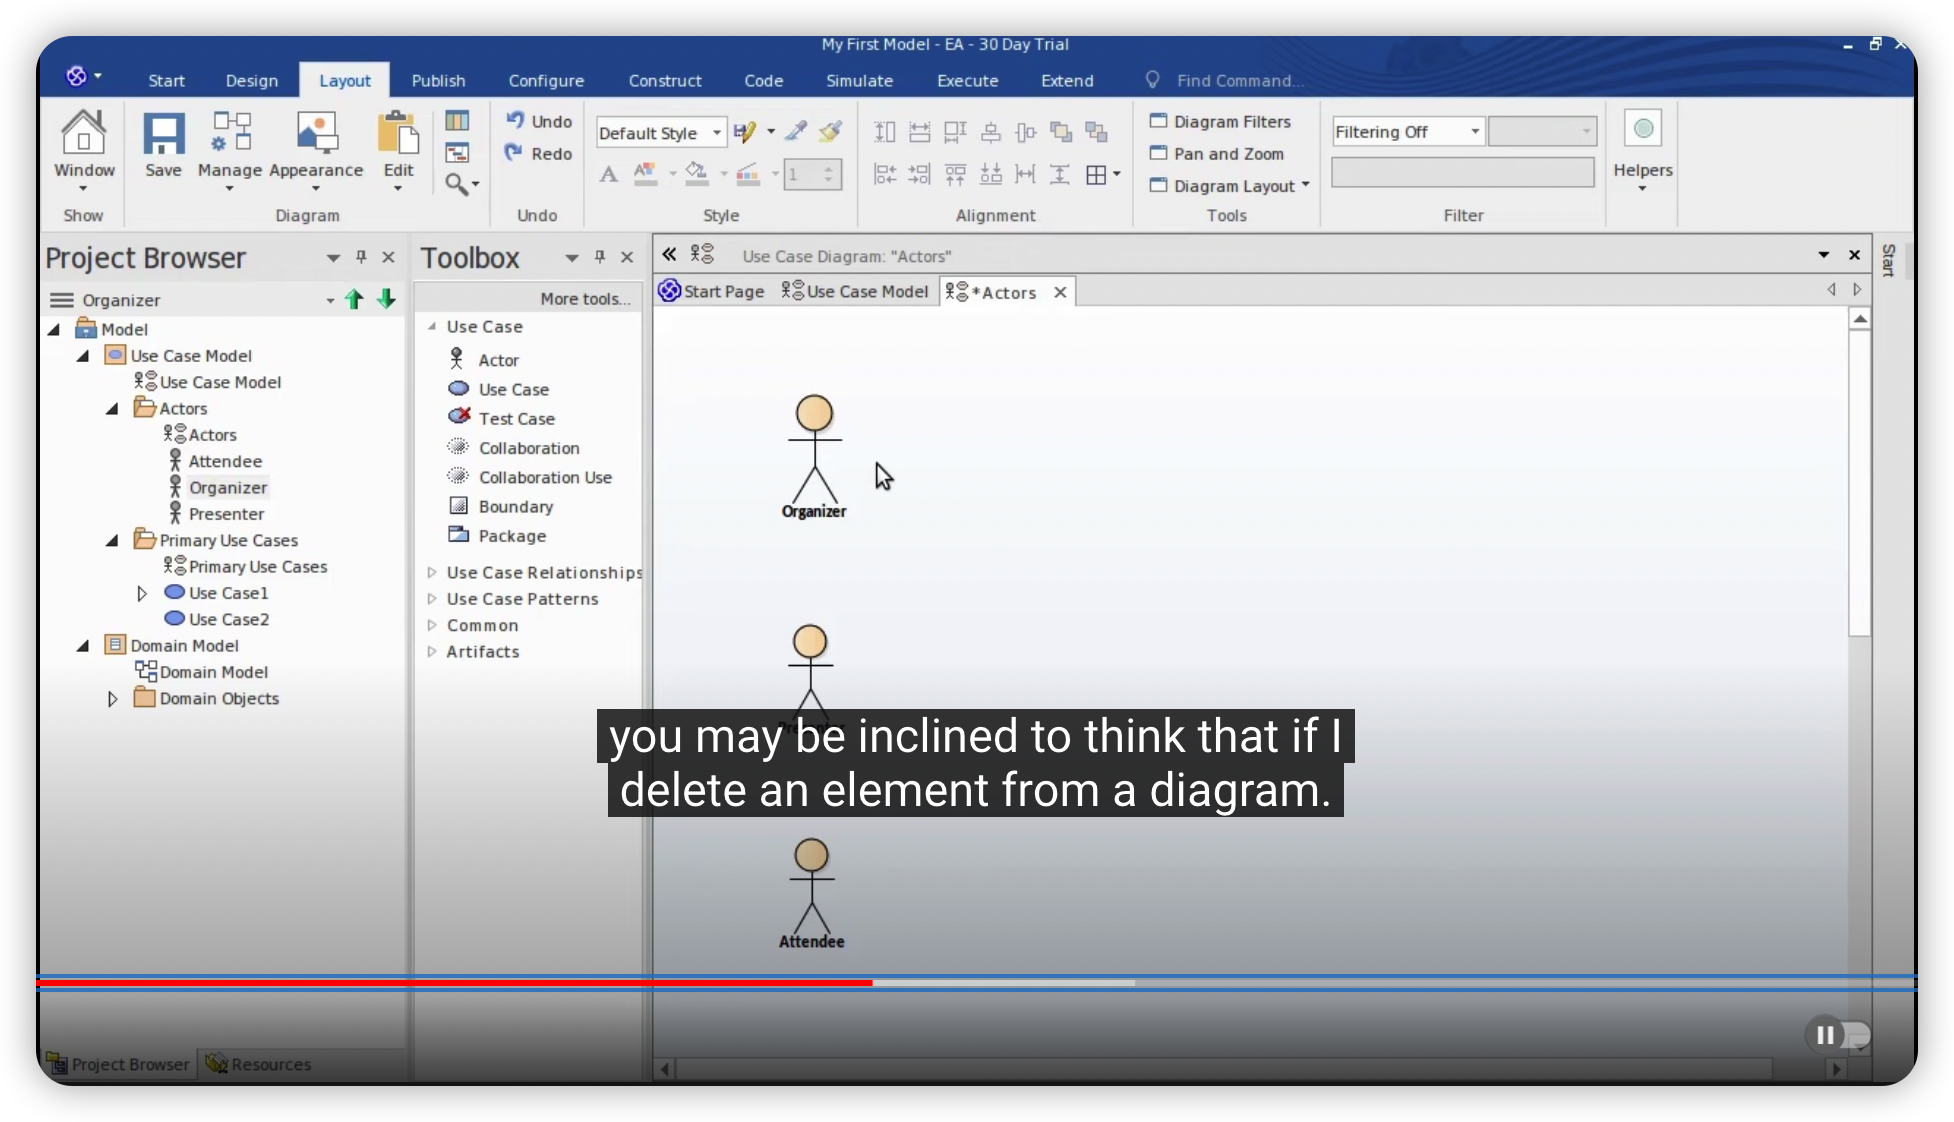 My First Model - EA - 30 Day Trial
Start Design Layout Publish Configure Construct Code Simulate Execute Extend Find Command...
Window Save Manage Appearance Edit
Undo
Redo
Default Style
1
Diagram Filters
Pan and Zoom
Diagram Layout
Filtering Off
Helpers
Show Diagram Undo Style Alignment Tools Filter
Project Browser
Organizer
Model
Use Case Model
Use Case Model
Actors
Actors
Attendee
Organizer
Presenter
Primary Use Cases
Primary Use Cases
Use Case1
Use Case2
Domain Model
Domain Model
Domain Objects
Project Browser Resources
Toolbox
More tools...
Use Case
Actor
Use Case
Test Case
Collaboration
Collaboration Use
Boundary
Package
Use Case Relationships
Use Case Patterns
Common
Artifacts
Use Case Diagram: "Actors"
Start Page Use Case Model *Actors
Start
Organizer
you may be inclined to think that if I
delete an element from a diagram.
Attendee